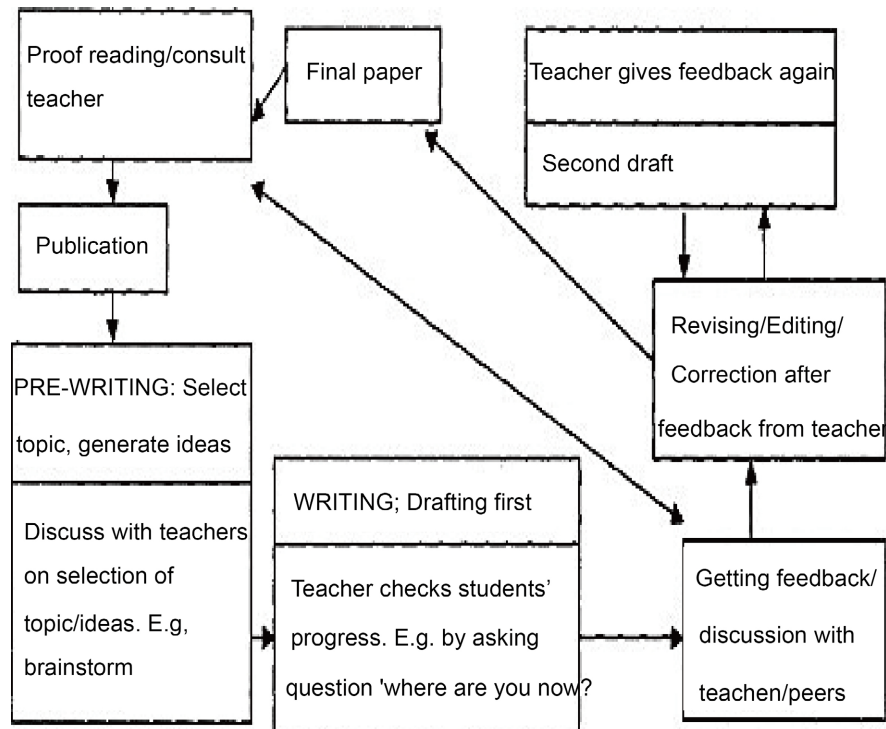 Proof reading/consult
teacher
Final paper
Teacher gives feedback again
Second draft
Publication
Revising/Editing/
Correction after
feedback from teacher
PRE-WRITING: Select
topic, generate ideas
Discuss with teachers
on selection of
topic/ideas. E.g,
brainstorm
WRITING; Drafting first
Teacher checks students’
progress. E.g. by asking
question 'where are you now?
Getting feedback/
discussion with
teachen/peers